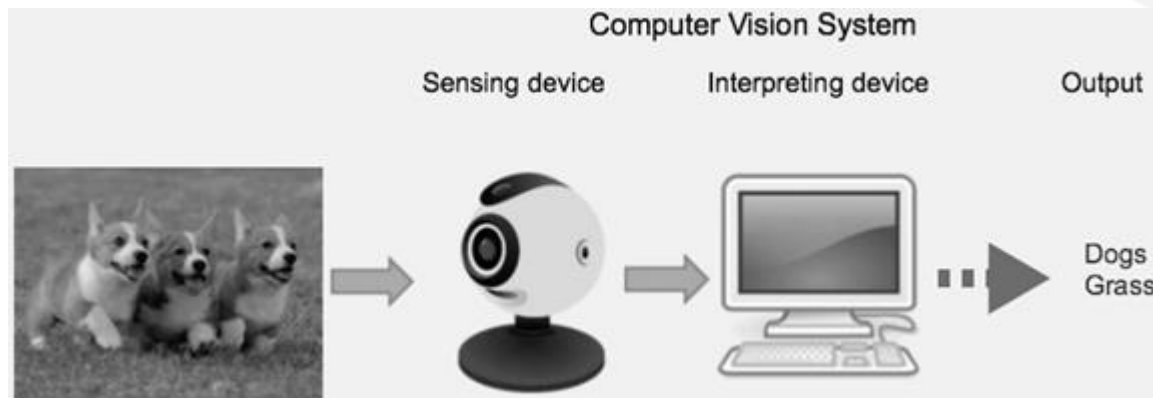 Computer Vision System
Sensing device
Interpreting device
Output
Dogs
Grass